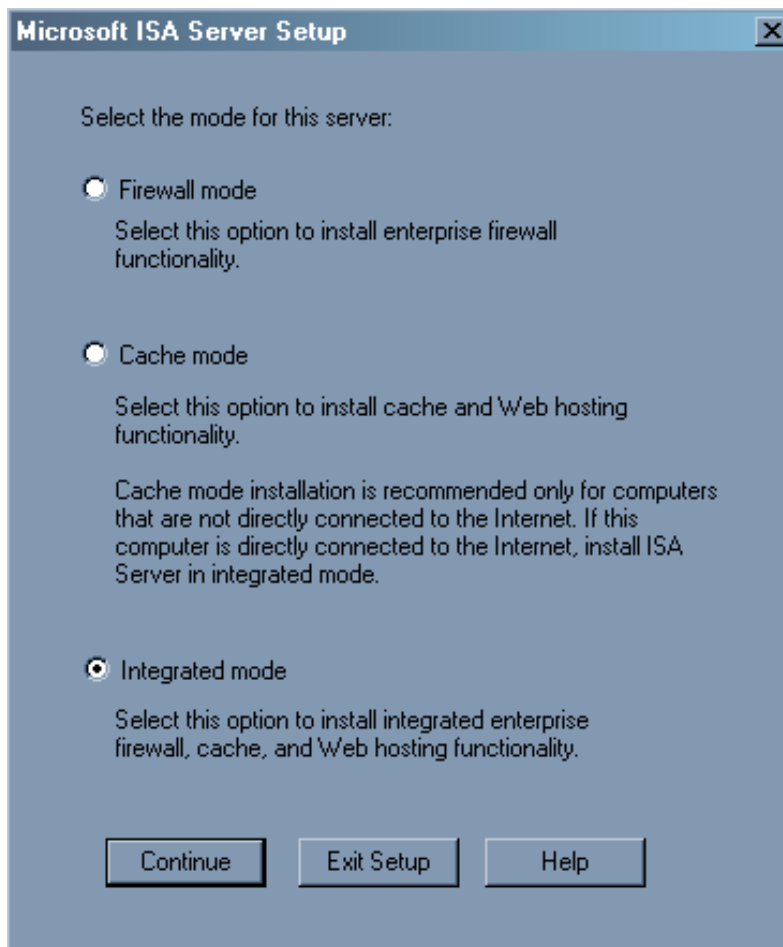 Microsoft ISA Server Setup
Select the mode for this server:
Firewall mode
Select this option to install enterprise firewall
functionality.
Cache mode
Select this option to install cache and Web hosting
functionality.
Cache mode installation is recommended only for computers
that are not directly connected to the Internet. If this
computer is directly connected to the Internet, install ISA
Server in integrated mode.
Integrated mode
Select this option to install integrated enterprise
firewall, cache, and Web hosting functionality.
Continue
Exit Setup
Help